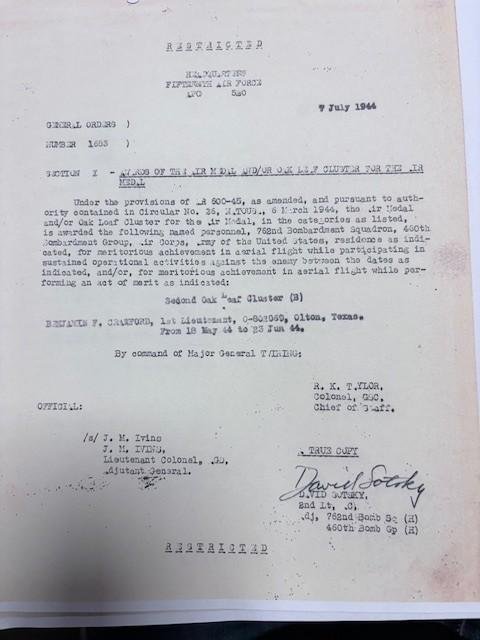 RESTRICTED
HEADQUARTERS
FIFTEENTH AIR FORCE
APO 520
7 July 1944
GENERAL ORDERS )
NUMBER 1683 )
SECTION I - AWARDS OF THE AIR MEDAL AND/OR OAK LEAF CLUSTER FOR THE AIR
MEDAL
Under the provisions of AR 600-45, as amended, and pursuant to auth-
ority contained in Circular No. 26, NATOUSA, 6 March 1944, the Air Medal
and/or Oak Leaf Cluster for the Air Medal, in the categories as listed,
is awarded the following named personnel, 762nd Bombardment Squadron, 460th
Bombardment Group, Air Corps, Army of the United States, residence as indi-
cated, for meritorious achievement in aerial flight while participating in
sustained operational activities against the enemy between the dates as
indicated, and/or, for meritorious achievement in aerial flight while per-
forming an act of merit as indicated:
Second Oak Leaf Cluster (B)
BENJAMIN F. CRAWFORD, 1st Lieutenant, O-802069, Olton, Texas.
From 18 May 44 to 23 Jun 44.
By command of Major General TWINING:
R. K. TAYLOR,
Colonel, GSC,
Chief of Staff.
OFFICIAL:
/s/ J. M. Ivins
J. M. IVINS,
Lieutenant Colonel, AGD,
Adjutant General.
A TRUE COPY
David Sotsky
DAVID SOTSKY,
2nd Lt, AC,
Adj, 762nd Bomb Sq (H)
460th Bomb Gp (H)
RESTRICTED